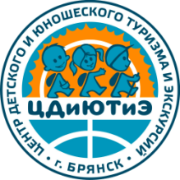 ЦЕНТР ДЕТСКОГО И ЮНОШЕСКОГО ТУРИЗМА И ЭКСКУРСИЙ
ЦДиЮТиЭ
• г. БРЯНСК •